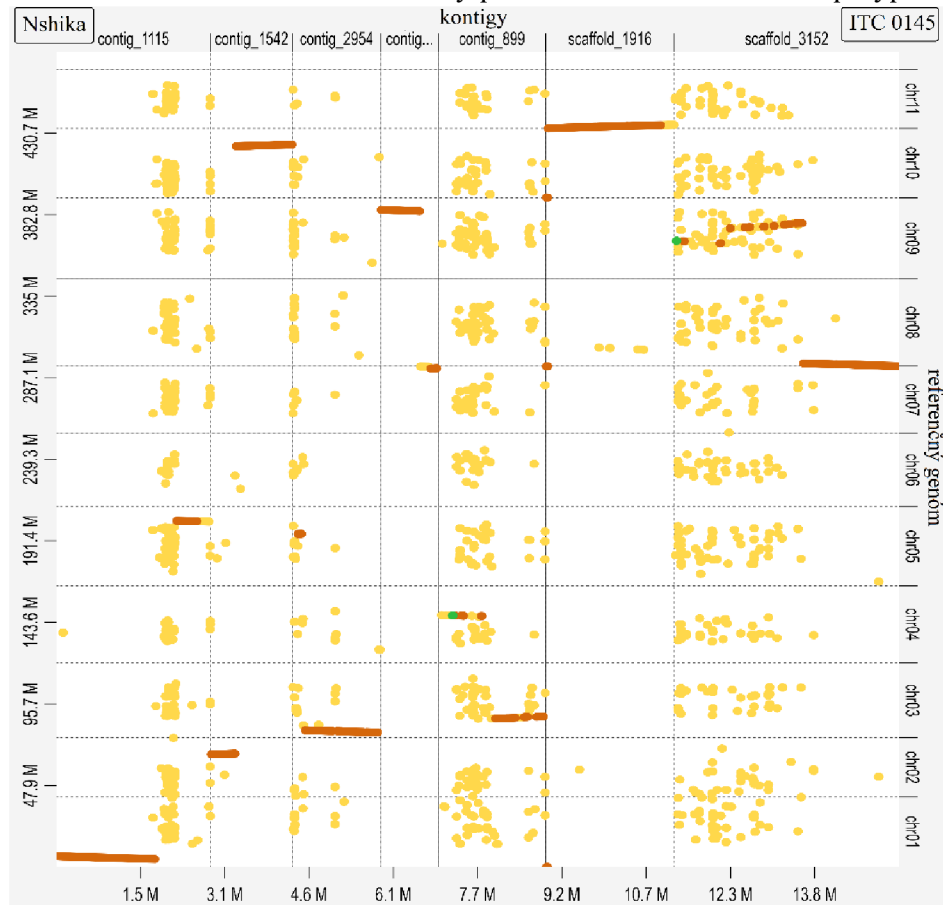 Nshika
kontigy
ITC 0145
contig_1115
contig_1542
contig_2954
contig...
contig_899
scaffold_1916
scaffold_3152
430.7 M
382.8 M
335 M
287.1 M
239.3 M
191.4 M
143.6 M
95.7 M
47.9 M
chr11
chr10
chr09
chr08
chr07
chr06
chr05
chr04
chr03
chr02
chr01
referenčný genóm
1.5 M
3.1 M
4.6 M
6.1 M
7.7 M
9.2 M
10.7 M
12.3 M
13.8 M